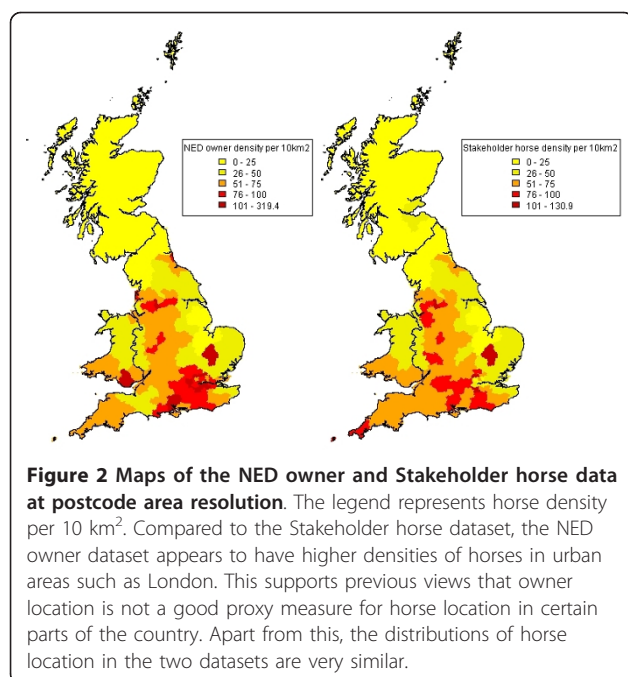 NED owner density per 10km2
0 - 25
26 - 50
51 - 75
76 - 100
101 - 319.4
Stakehoder horse density per 10km2
0 - 25
26 - 50
51 - 75
76 - 100
101 - 130.9
Figure 2 Maps of the NED owner and Stakeholder horse data
at postcode area resolution. The legend represents horse density
per 10 km². Compared to the Stakeholder horse dataset, the NED
owner dataset appears to have higher densities of horses in urban
areas such as London. This supports previous views that owner
location is not a good proxy measure for horse location in certain
parts of the country. Apart from this, the distributions of horse
location in the two datasets are very similar.